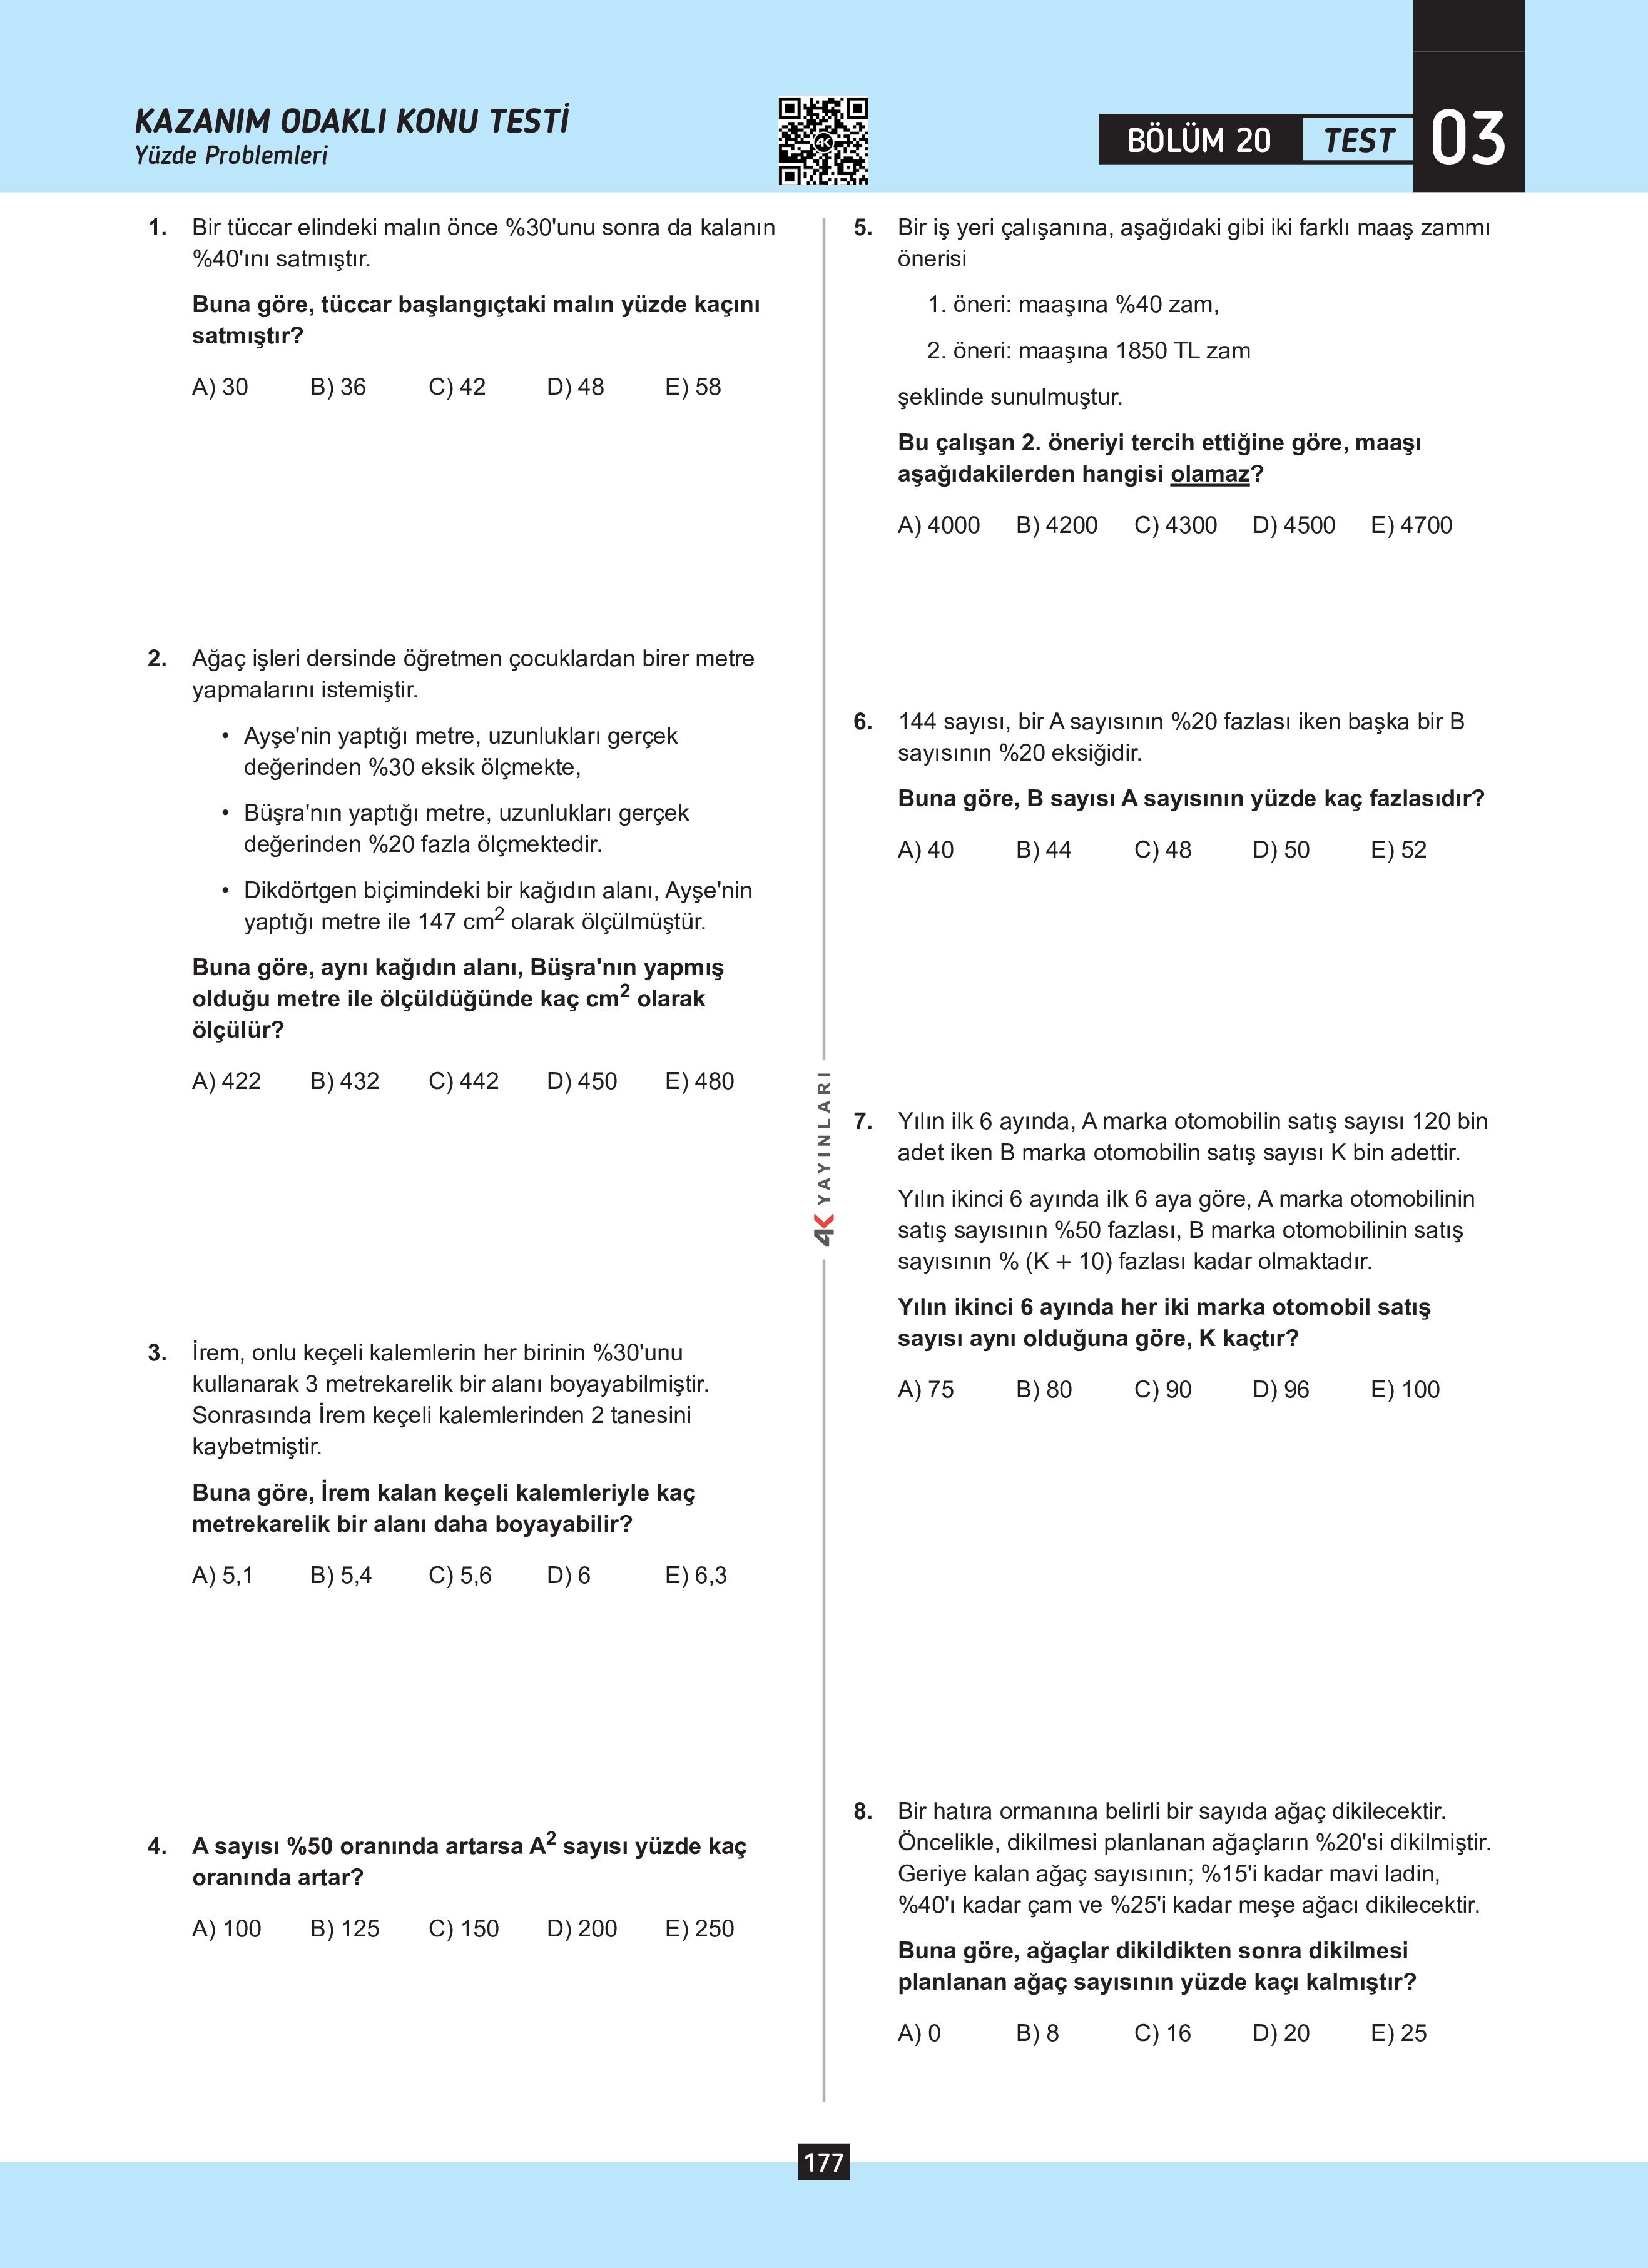 KAZANIM ODAKLI KONU TESTİ
Yüzde Problemleri
4K
BÖLÜM 20
TEST
03
1. Bir tüccar elindeki malın önce %30'unu sonra da kalanın
%40'ını satmıştır.
Buna göre, tüccar başlangıçtaki malın yüzde kaçını
satmıştır?
A) 30 B) 36 C) 42 D) 48 E) 58
2. Ağaç işleri dersinde öğretmen çocuklardan birer metre
yapmalarını istemiştir.
• Ayşe'nin yaptığı metre, uzunlukları gerçek
değerinden %30 eksik ölçmekte,
• Büşra'nın yaptığı metre, uzunlukları gerçek
değerinden %20 fazla ölçmektedir.
• Dikdörtgen biçimindeki bir kağıdın alanı, Ayşe'nin
yaptığı metre ile 147 cm² olarak ölçülmüştür.
Buna göre, aynı kağıdın alanı, Büşra'nın yapmış
olduğu metre ile ölçüldüğünde kaç cm² olarak
ölçülür?
A) 422 B) 432 C) 442 D) 450 E) 480
3. İrem, onlu keçeli kalemlerin her birinin %30'unu
kullanarak 3 metrekarelik bir alanı boyayabilmiştir.
Sonrasında İrem keçeli kalemlerinden 2 tanesini
kaybetmiştir.
Buna göre, İrem kalan keçeli kalemleriyle kaç
metrekarelik bir alanı daha boyayabilir?
A) 5,1 B) 5,4 C) 5,6 D) 6 E) 6,3
4. A sayısı %50 oranında artarsa A² sayısı yüzde kaç
oranında artar?
A) 100 B) 125 C) 150 D) 200 E) 250
4K YAYINLARI
5. Bir iş yeri çalışanına, aşağıdaki gibi iki farklı maaş zammı
önerisi
1. öneri: maaşına %40 zam,
2. öneri: maaşına 1850 TL zam
şeklinde sunulmuştur.
Bu çalışan 2. öneriyi tercih ettiğine göre, maaşı
aşağıdakilerden hangisi olamaz?
A) 4000 B) 4200 C) 4300 D) 4500 E) 4700
6. 144 sayısı, bir A sayısının %20 fazlası iken başka bir B
sayısının %20 eksiğidir.
Buna göre, B sayısı A sayısının yüzde kaç fazlasıdır?
A) 40 B) 44 C) 48 D) 50 E) 52
7. Yılın ilk 6 ayında, A marka otomobilin satış sayısı 120 bin
adet iken B marka otomobilin satış sayısı K bin adettir.
Yılın ikinci 6 ayında ilk 6 aya göre, A marka otomobilinin
satış sayısının %50 fazlası, B marka otomobilinin satış
sayısının % (K + 10) fazlası kadar olmaktadır.
Yılın ikinci 6 ayında her iki marka otomobil satış
sayısı aynı olduğuna göre, K kaçtır?
A) 75 B) 80 C) 90 D) 96 E) 100
8. Bir hatıra ormanına belirli bir sayıda ağaç dikilecektir.
Öncelikle, dikilmesi planlanan ağaçların %20'si dikilmiştir.
Geriye kalan ağaç sayısının; %15'i kadar mavi ladin,
%40'ı kadar çam ve %25'i kadar meşe ağacı dikilecektir.
Buna göre, ağaçlar dikildikten sonra dikilmesi
planlanan ağaç sayısının yüzde kaçı kalmıştır?
A) 0 B) 8 C) 16 D) 20 E) 25
177